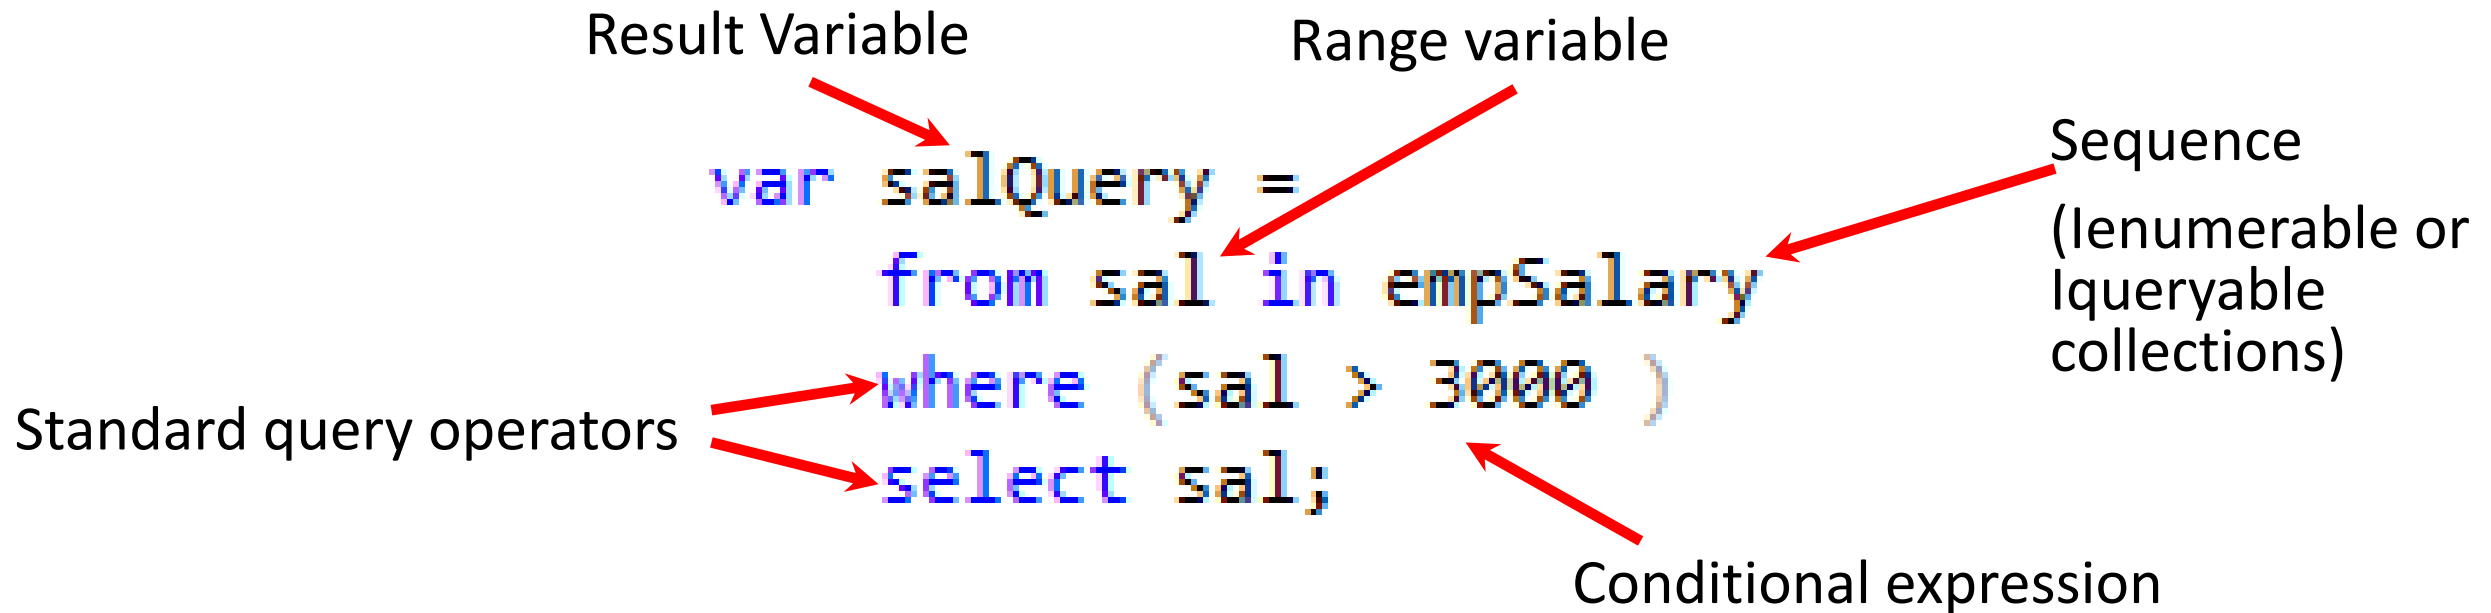 Result Variable
Range variable
Sequence
(Ienumerable or
Iqueryable
collections)
var salQuery =
from sal in empSalary
where (sal > 3000 )
select sal;
Standard query operators
Conditional expression